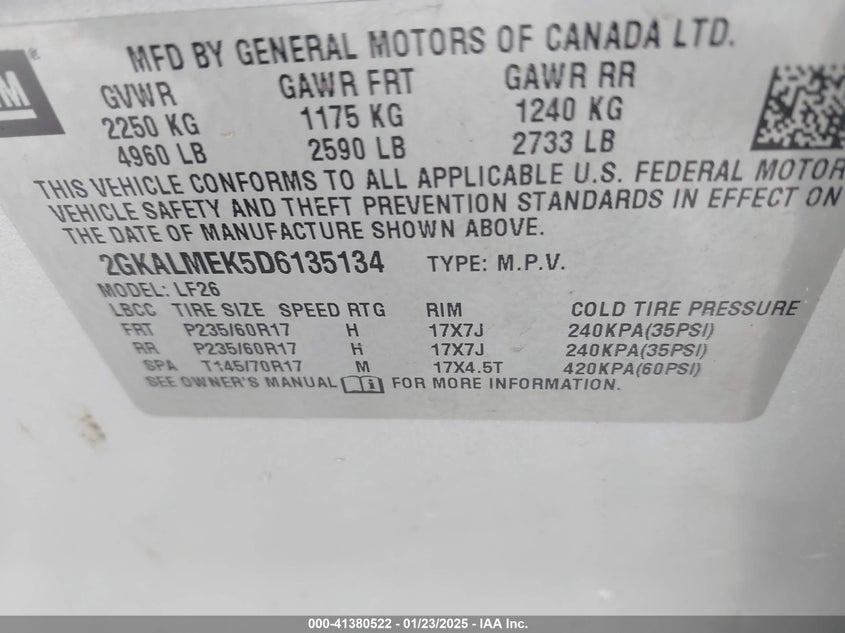 MFD BY GENERAL MOTORS OF CANADA LTD.
GM®
GVWR GAWR FRT GAWR RR
2250 KG 1175 KG 1240 KG
4960 LB 2590 LB 2733 LB
THIS VEHICLE CONFORMS TO ALL APPLICABLE U.S. FEDERAL MOTOR
VEHICLE SAFETY AND THEFT PREVENTION STANDARDS IN EFFECT ON
THE DATE OF MANUFACTURE SHOWN ABOVE.
2GKALMEK5D6135134 TYPE: M.P.V.
MODEL: LF26
LBCC TIRE SIZE SPEED RTG RIM COLD TIRE PRESSURE
FRT P235/60R17 H 17X7J 240KPA(35PSI)
RR P235/60R17 H 17X7J 240KPA(35PSI)
SPA T145/70R17 M 17X4.5T 420KPA(60PSI)
SEE OWNER'S MANUAL FOR MORE INFORMATION.
000-41380522 — 01/23/2025 — IAA Inc.